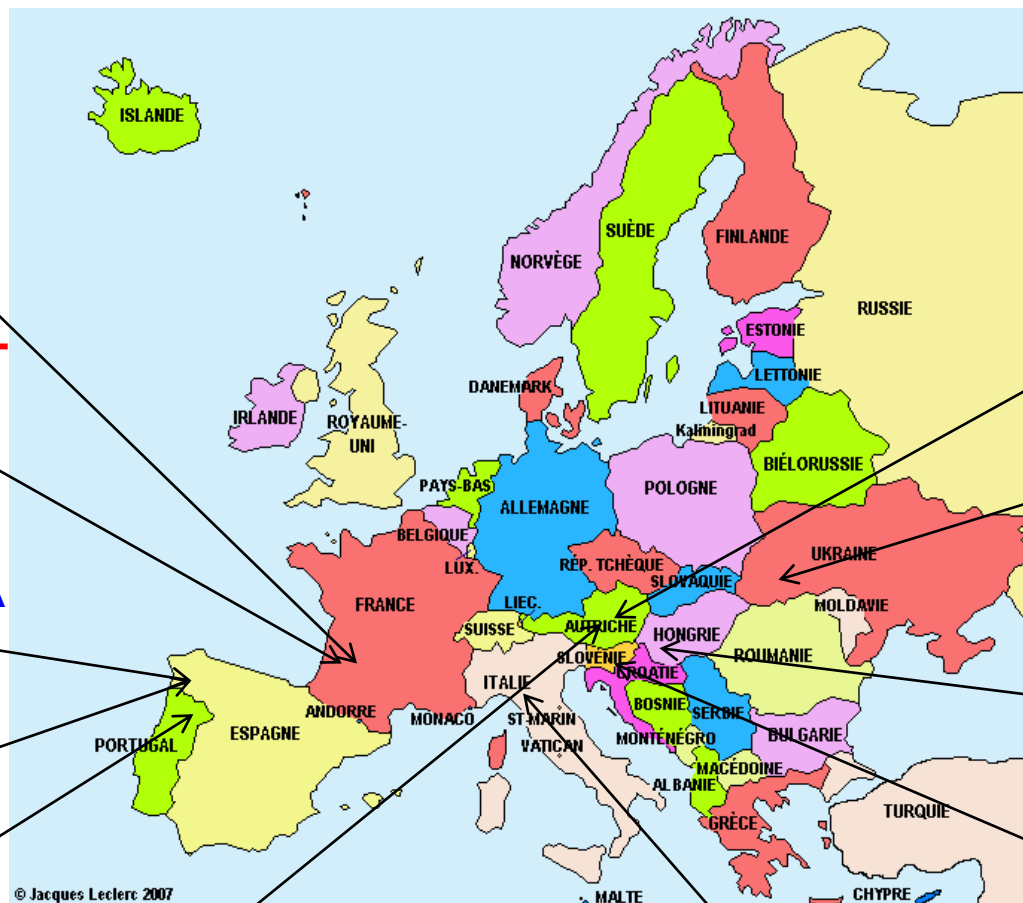 ISLANDE
SUÈDE
FINLANDE
NORVÈGE
RUSSIE
ESTONIE
LETTONIE
DANEMARK
LITUANIE
IRLANDE
ROYAUME-
UNI
Kaliningrad
BIÉLORUSSIE
PAYS-BAS
POLOGNE
ALLEMAGNE
BELGIQUE
UKRAINE
RÉP. TCHÈQUE
LUX.
SLOVAQUIE
FRANCE
LIEC.
MOLDAVIE
AUTRICHE
SUISSE
HONGRIE
ROUMANIE
SLOVÉNIE
CROATIE
ITALIE
BOSNIE
ANDORRE
MONACO
ST-MARIN
SERBIE
ESPAGNE
BULGARIE
PORTUGAL
VATICAN
MONTÉNÉGRO
MACÉDOINE
ALBANIE
TURQUIE
GRÈCE
© Jacques Leclerc 2007
MALTE
CHYPRE